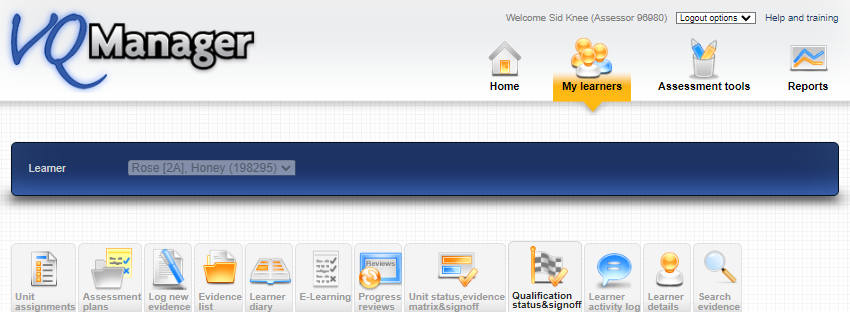 VQManager
Welcome Sid Knee (Assessor 96980) Logout options Help and training
Home My learners Assessment tools Reports
Learner Rose [2A], Honey (198295)
Reviews
Unit assignments
Assessment plans
Log new evidence
Evidence list
Learner diary
E-Learning
Progress reviews
Unit status,evidence matrix&signoff
Qualification status&signoff
Learner activity log
Learner details
Search evidence